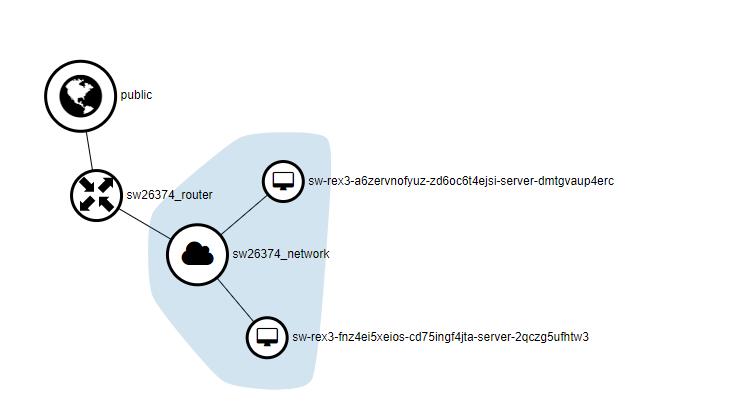 public
sw26374_router
sw-rex3-a6zervnofyuz-zd6oc6t4ejsi-server-dmtgvaup4erc
sw26374_network
sw-rex3-fnz4ei5xeios-cd75ingf4jta-server-2qczg5ufhtw3